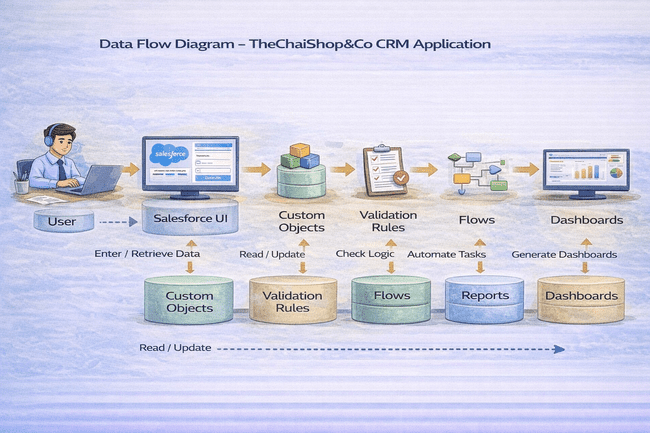 Data Flow Diagram – TheChaiShop&Co CRM Application
salesforce
User
Salesforce UI
Custom
Objects
Validation
Rules
Flows
Dashboards
Enter / Retrieve Data
Read / Update
Check Logic
Automate Tasks
Generate Dashboards
Custom
Objects
Validation
Rules
Flows
Reports
Dashboards
Read / Update